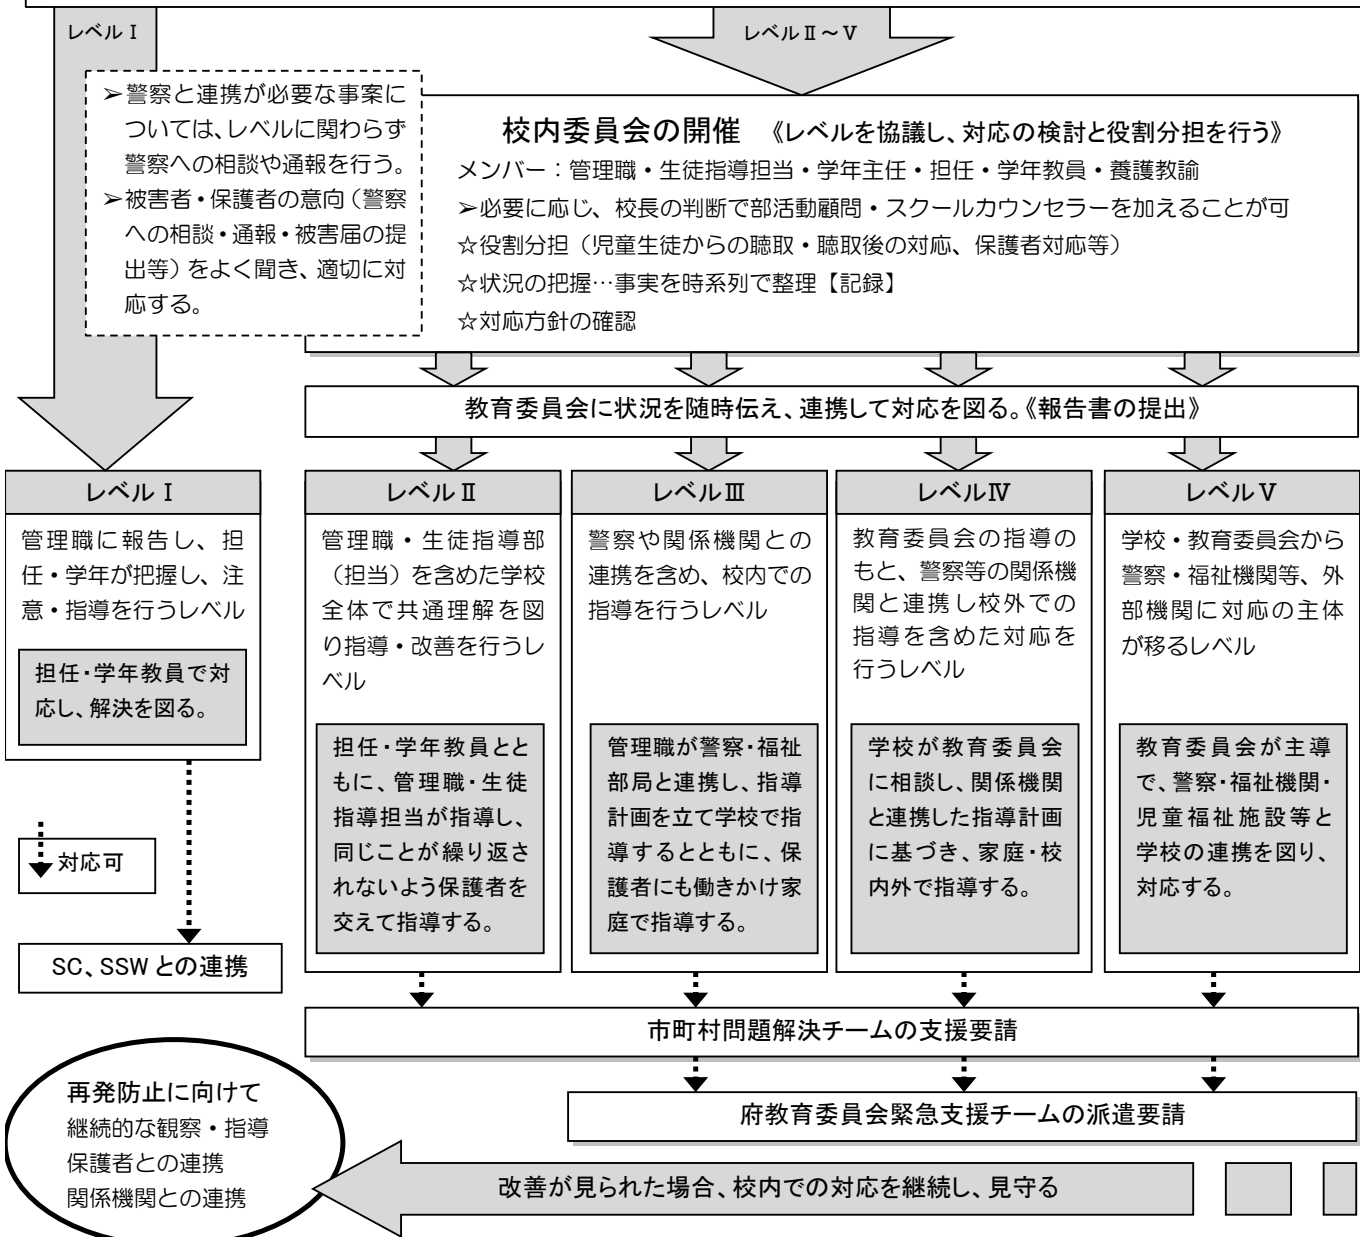 レベルⅠ
レベルⅡ～Ⅴ
➢警察と連携が必要な事案に
ついては、レベルに関わらず
警察への相談や通報を行う。
➢被害者・保護者の意向（警察
への相談・通報・被害届の提
出等）をよく聞き、適切に対
応する。
校内委員会の開催　《レベルを協議し、対応の検討と役割分担を行う》
メンバー：管理職・生徒指導担当・学年主任・担任・学年教員・養護教諭
➢必要に応じ、校長の判断で部活動顧問・スクールカウンセラーを加えることが可
☆役割分担（児童生徒からの聴取・聴取後の対応、保護者対応等）
☆状況の把握…事実を時系列で整理【記録】
☆対応方針の確認
教育委員会に状況を随時伝え、連携して対応を図る。《報告書の提出》
レベルⅠ
管理職に報告し、担
任・学年が把握し、注
意・指導を行うレベル
担任・学年教員で対
応し、解決を図る。
レベルⅡ
管理職・生徒指導部
（担当）を含めた学校
全体で共通理解を図
り指導・改善を行うレ
ベル
担任・学年教員とと
もに、管理職・生徒
指導担当が指導し、
同じことが繰り返さ
れないよう保護者を
交えて指導する。
レベルⅢ
警察や関係機関との
連携を含め、校内での
指導を行うレベル
管理職が警察・福祉
部局と連携し、指導
計画を立て学校で指
導するとともに、保
護者にも働きかけ家
庭で指導する。
レベルⅣ
教育委員会の指導の
もと、警察等の関係機
関と連携し校外での
指導を含めた対応を
行うレベル
学校が教育委員会
に相談し、関係機関
と連携した指導計画
に基づき、家庭・校
内外で指導する。
レベルⅤ
学校・教育委員会から
警察・福祉機関等、外
部機関に対応の主体
が移るレベル
教育委員会が主導
で、警察・福祉機関・
児童福祉施設等と
学校の連携を図り、
対応する。
対応可
SC、SSWとの連携
市町村問題解決チームの支援要請
府教育委員会緊急支援チームの派遣要請
再発防止に向けて
継続的な観察・指導
保護者との連携
関係機関との連携
改善が見られた場合、校内での対応を継続し、見守る